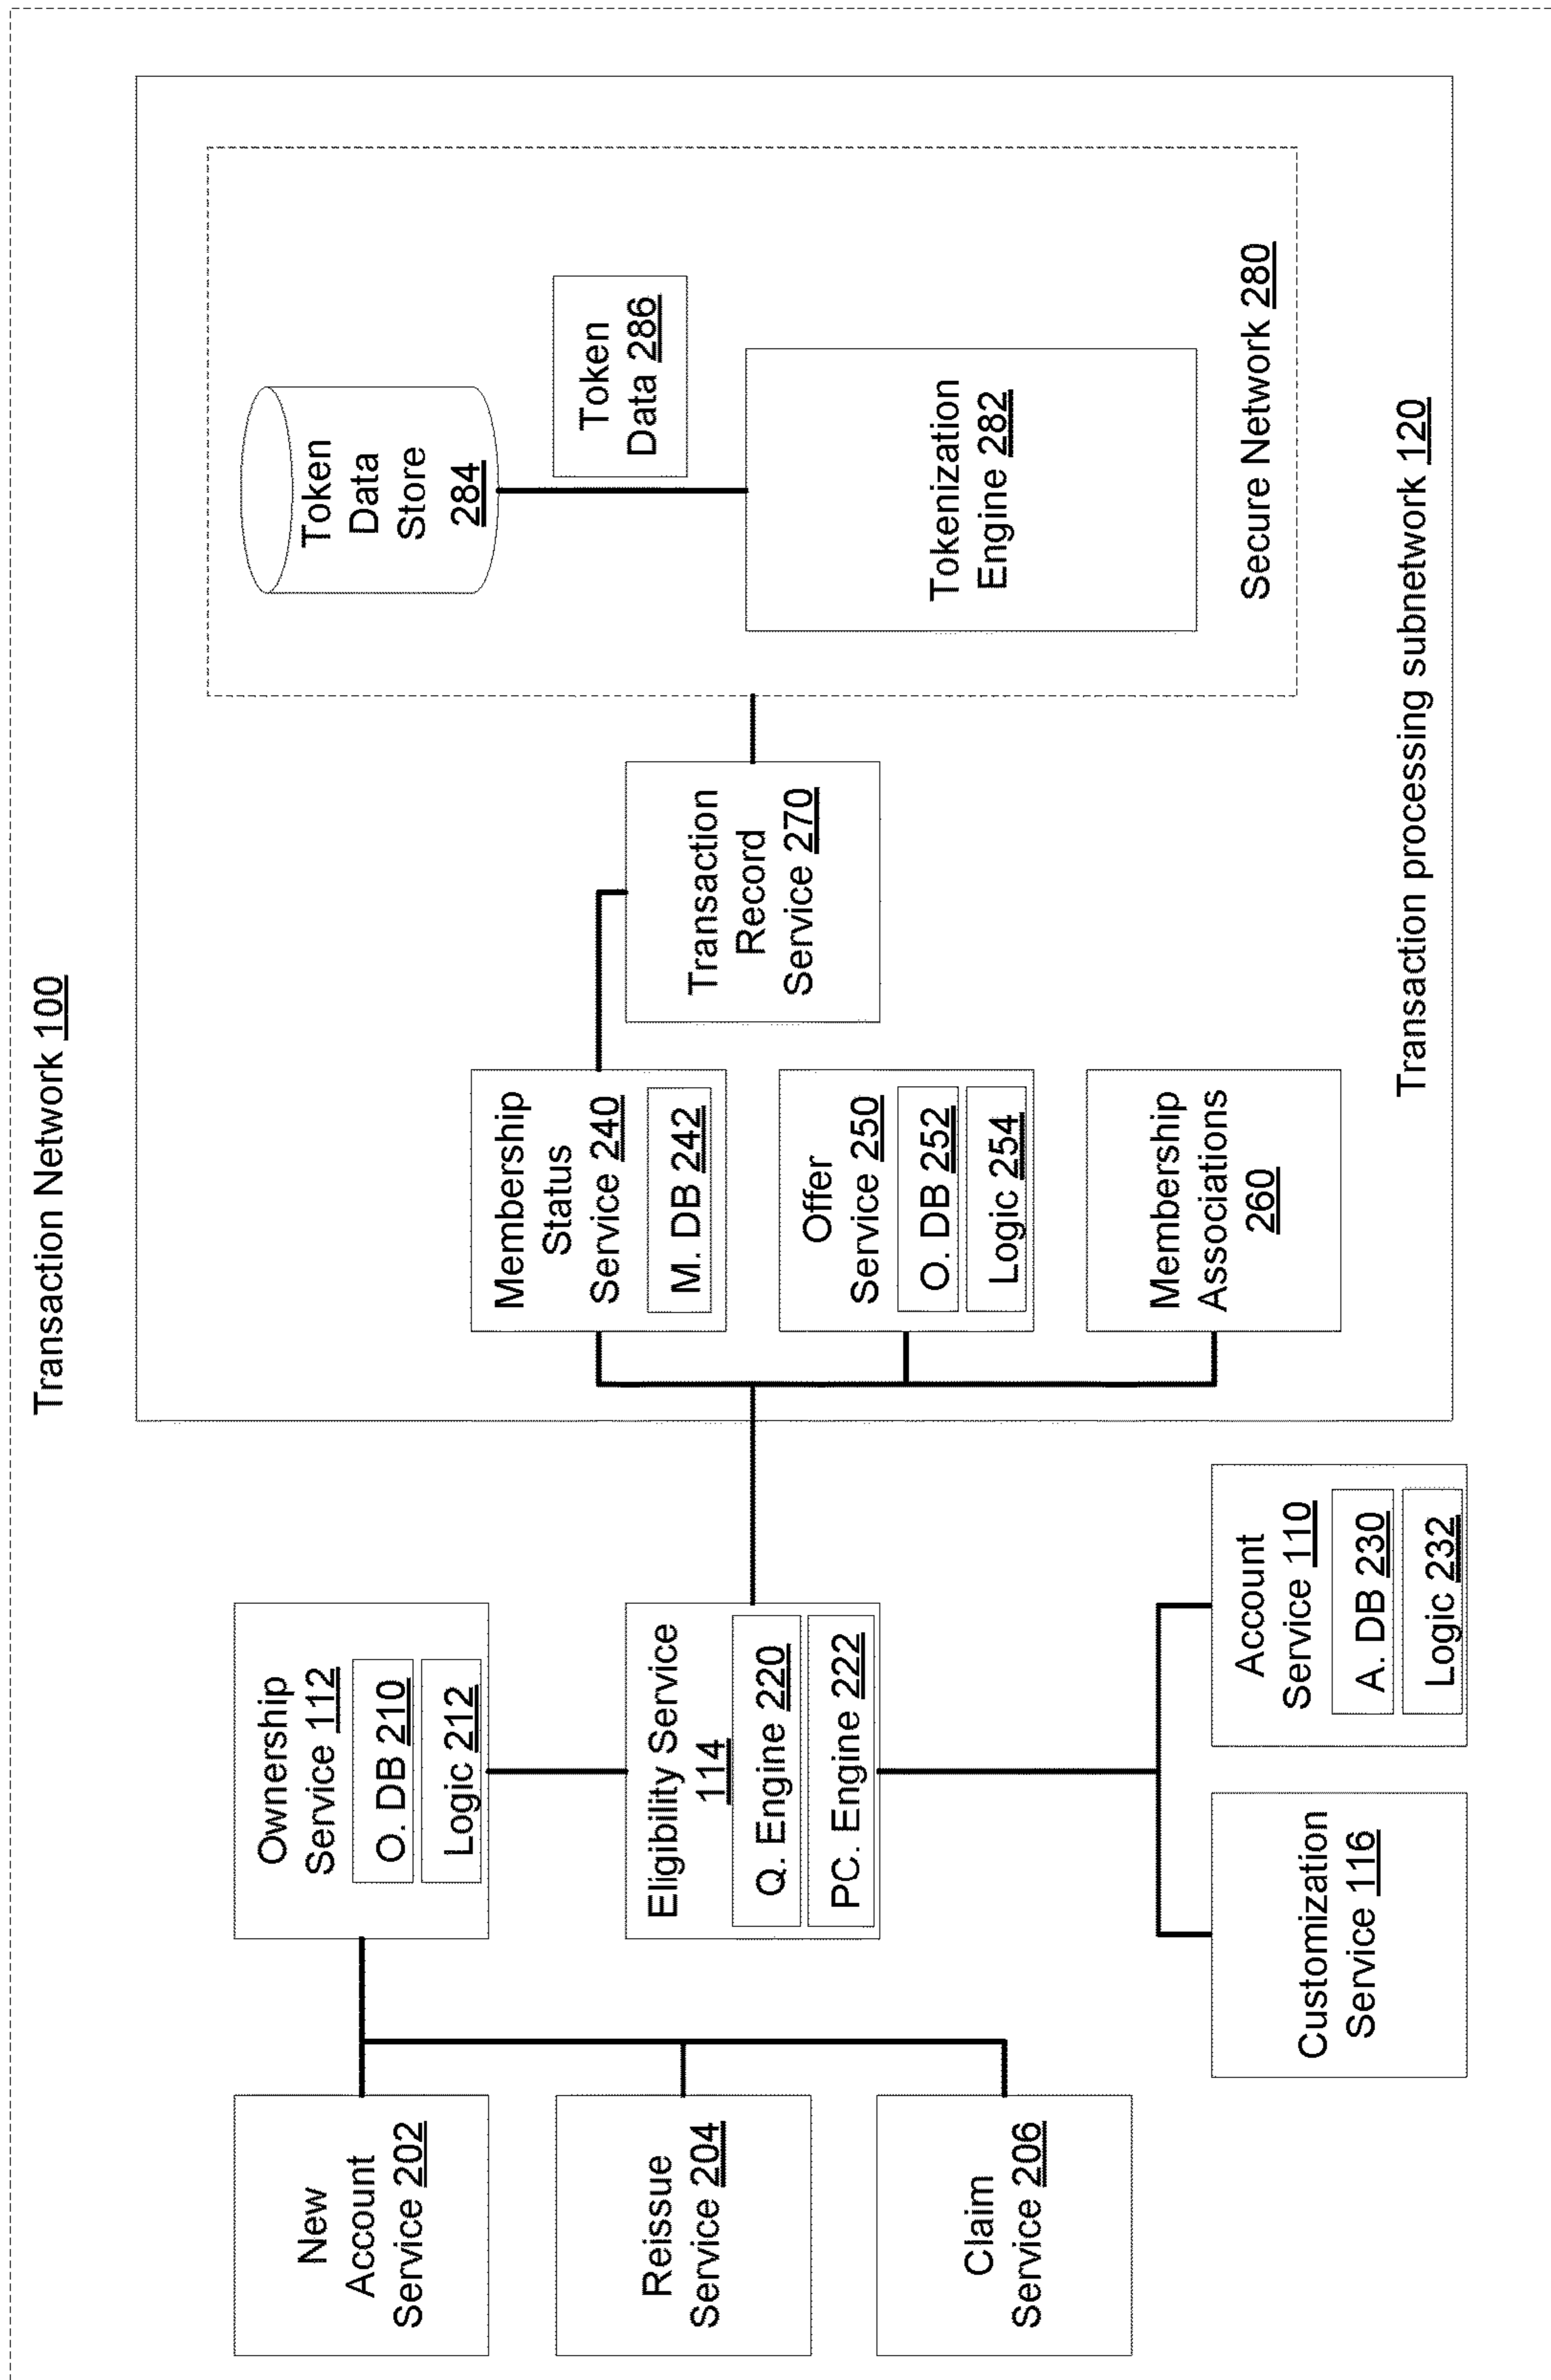 Transaction Network 100
New
Account
Service 202
Reissue
Service 204
Claim
Service 206
Ownership
Service 112
O. DB 210
Logic 212
Eligibility Service
114
Q. Engine 220
PC. Engine 222
Customization
Service 116
Account
Service 110
A. DB 230
Logic 232
Membership
Status
Service 240
M. DB 242
Offer
Service 250
O. DB 252
Logic 254
Membership
Associations
260
Transaction
Record
Service 270
Token
Data
Store
284
Token
Data 286
Tokenization
Engine 282
Secure Network 280
Transaction processing subnetwork 120